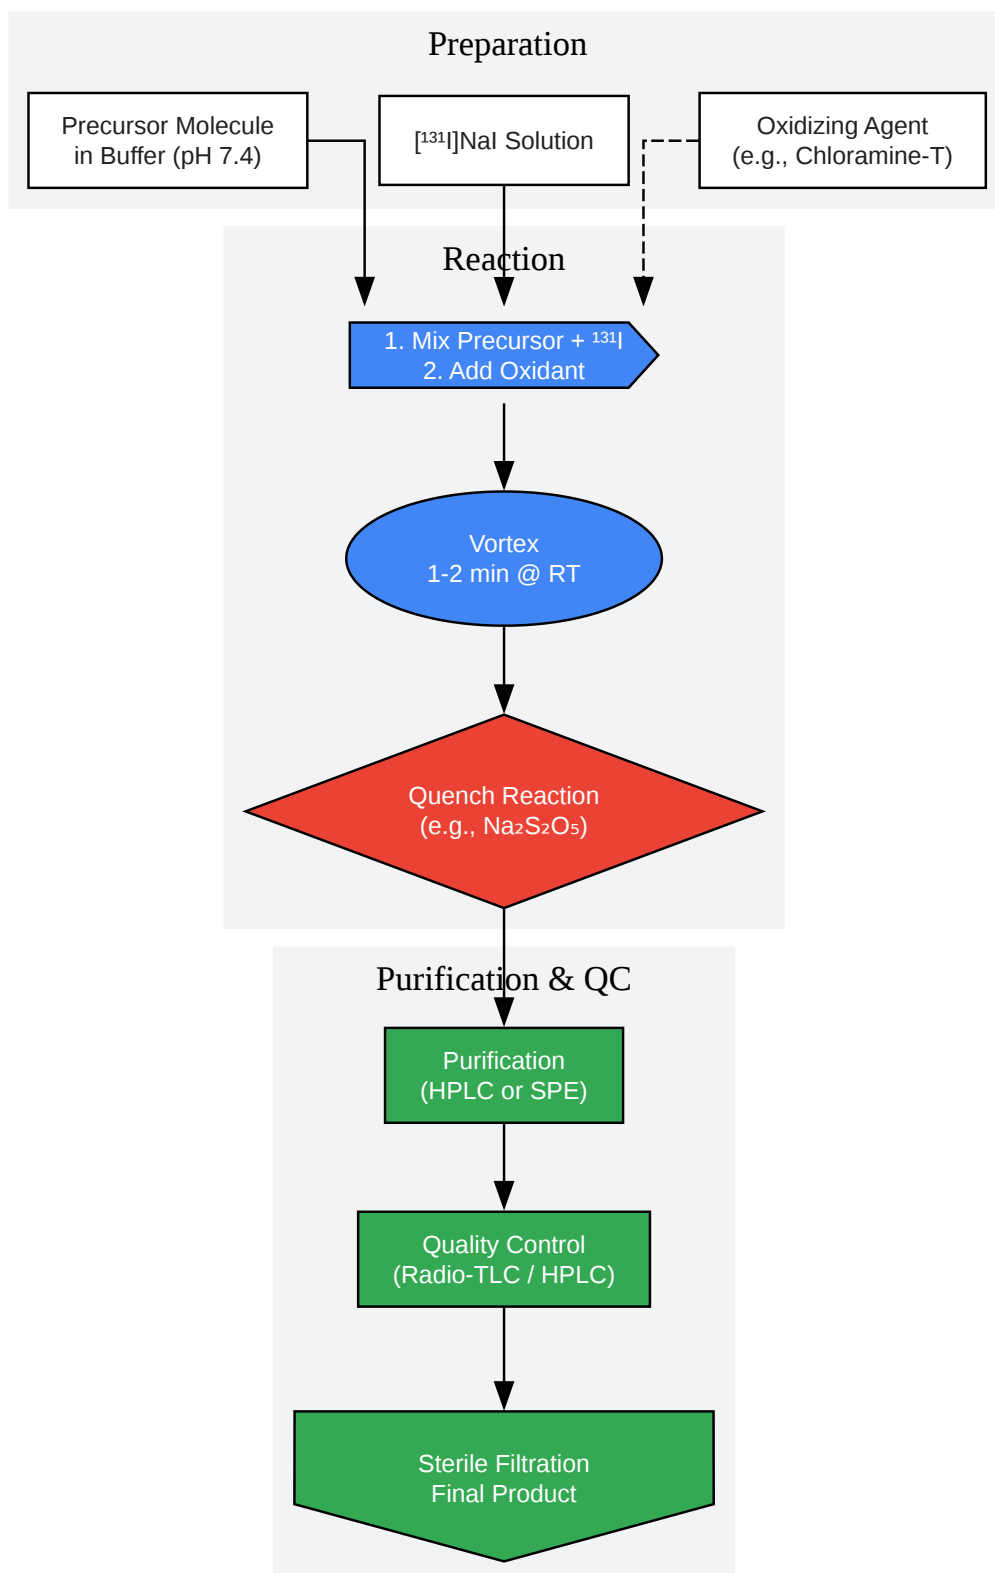 Preparation
Precursor Molecule
in Buffer (pH 7.4)
[¹³¹I]NaI Solution
Oxidizing Agent
(e.g., Chloramine-T)
Reaction
1. Mix Precursor + ¹³¹I
2. Add Oxidant
Vortex
1-2 min @ RT
Quench Reaction
(e.g., Na₂S₂O₅)
Purification & QC
Purification
(HPLC or SPE)
Quality Control
(Radio-TLC / HPLC)
Sterile Filtration
Final Product